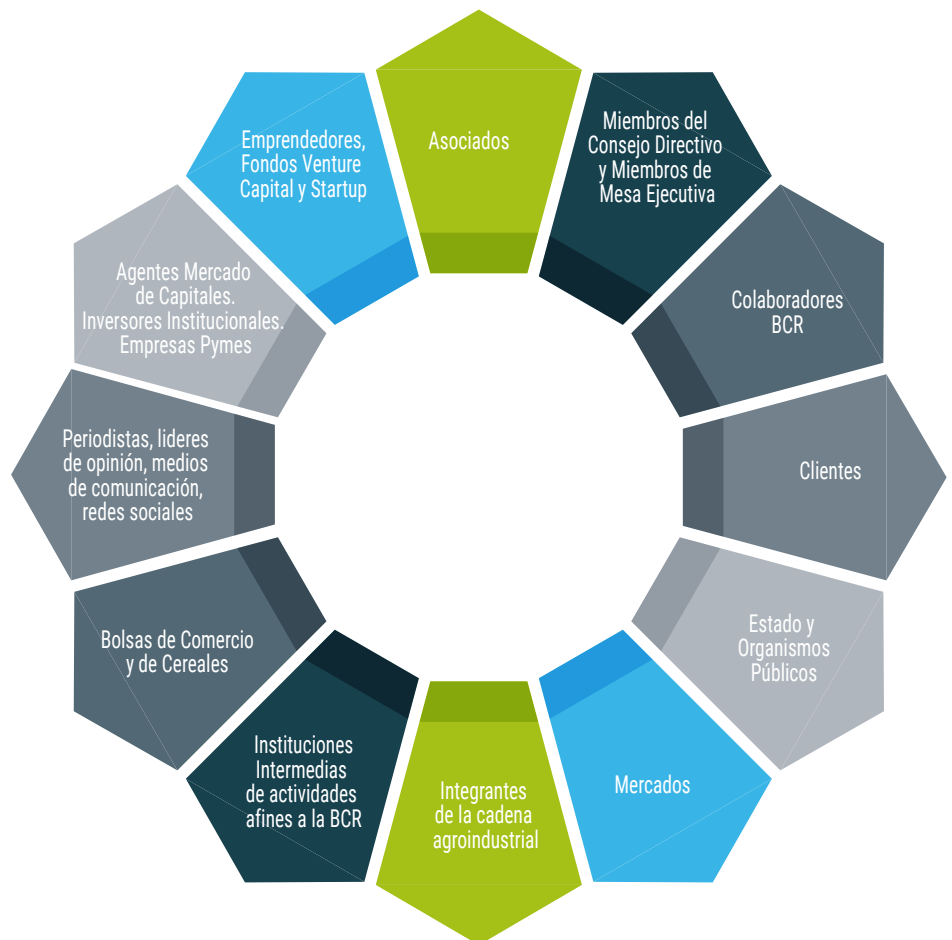 Asociados
Miembros del
Consejo Directivo
y Miembros de
Mesa Ejecutiva
Colaboradores
BCR
Clientes
Estado y
Organismos
Públicos
Mercados
Integrantes
de la cadena
agroindustrial
Instituciones
Intermedias
de actividades
afines a la BCR
Bolsas de Comercio
y de Cereales
Periodistas, lideres
de opinión, medios
de comunicación,
redes sociales
Agentes Mercado
de Capitales.
Inversores Institucionales.
Empresas Pymes
Emprendedores,
Fondos Venture
Capital y Startup